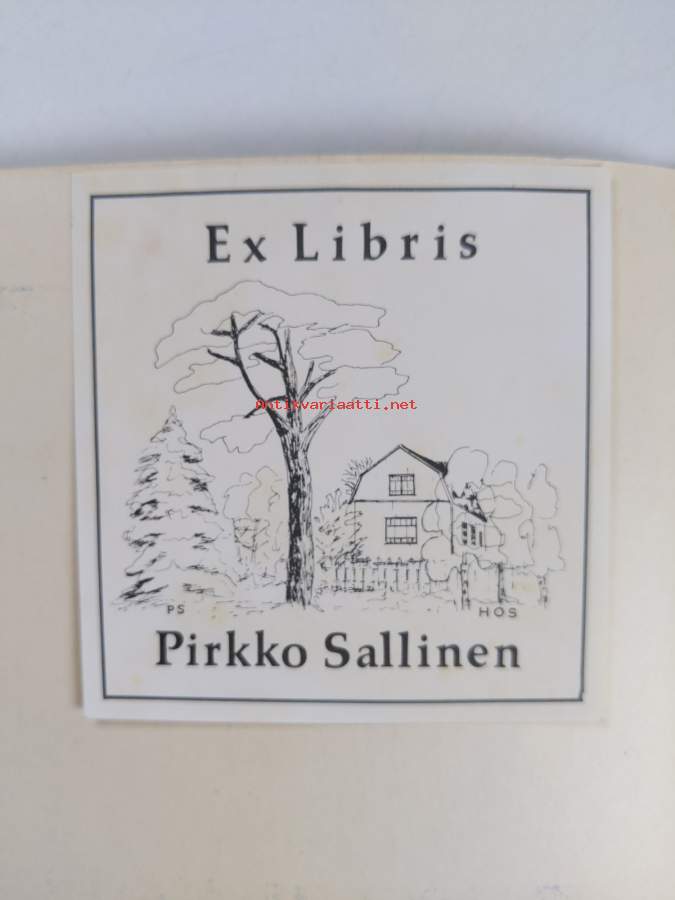 Ex Libris
Antikvariaatti.net
PS
HOS
Pirkko Sallinen